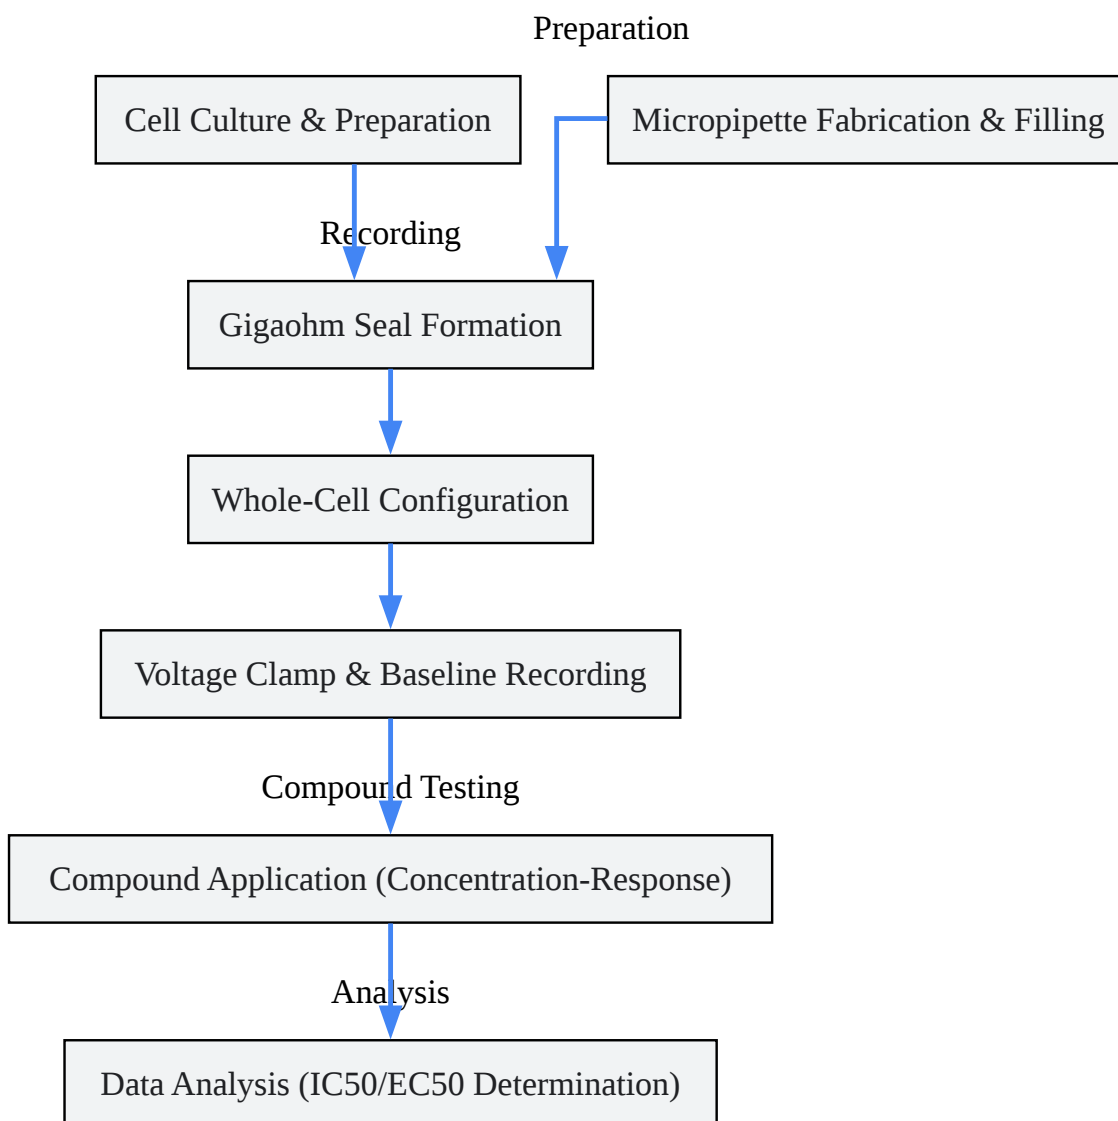 Preparation
Cell Culture & Preparation
Micropipette Fabrication & Filling
Recording
Gigaohm Seal Formation
Whole-Cell Configuration
Voltage Clamp & Baseline Recording
Compound Testing
Compound Application (Concentration-Response)
Analysis
Data Analysis (IC50/EC50 Determination)